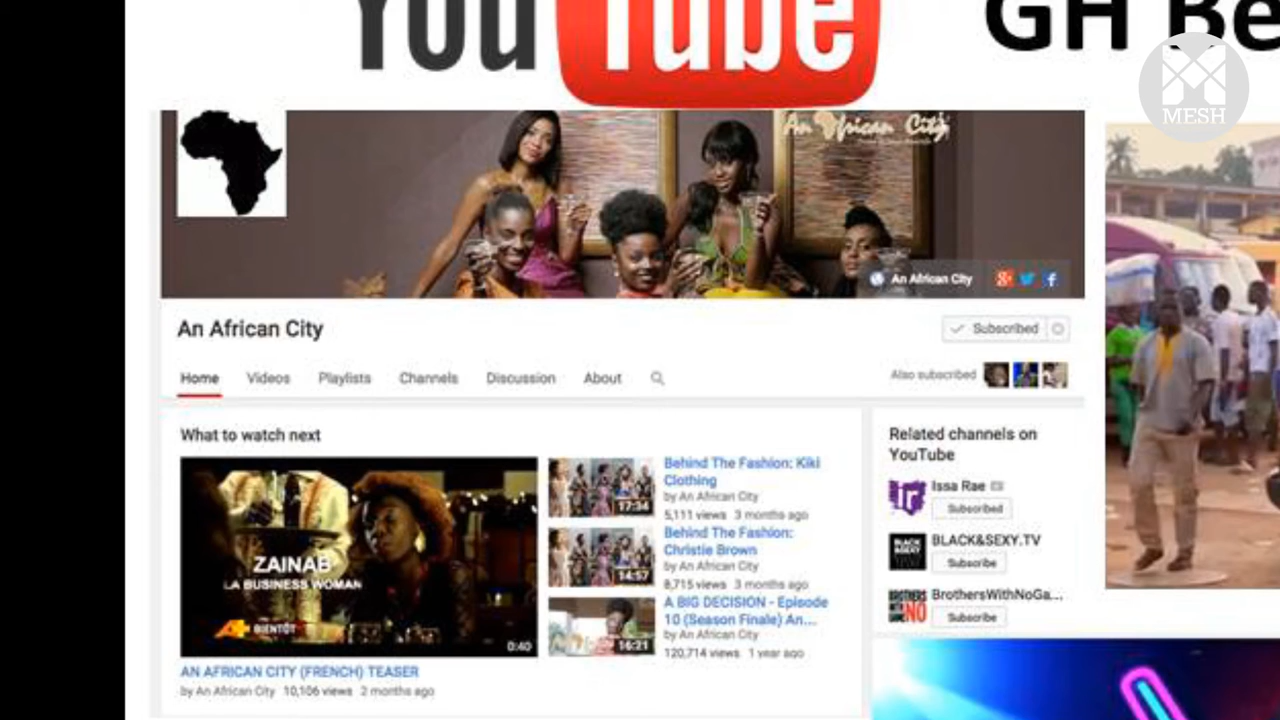 YouTube
GH Be
MESH
An African City
An African City
An African City
Subscribed
Home Videos Playlists Channels Discussion About
Also subscribed
What to watch next
Related channels on
YouTube
ZAINAB
LA BUSINESS WOMAN
BIENTÔT
0:40
AN AFRICAN CITY (FRENCH) TEASER
by An African City 10,106 views 2 months ago
17:34
Behind The Fashion: Kiki
Clothing
by An African City
5,111 views 3 months ago
14:57
Behind The Fashion:
Christie Brown
by An African City
8,715 views 3 months ago
16:21
A BIG DECISION - Episode
10 (Season Finale) An...
by An African City
120,714 views 1 year ago
Issa Rae
Subscribed
BLACK&SEXY.TV
Subscribe
BROTHERS
WITH
NO
BrothersWithNoGa...
Subscribe